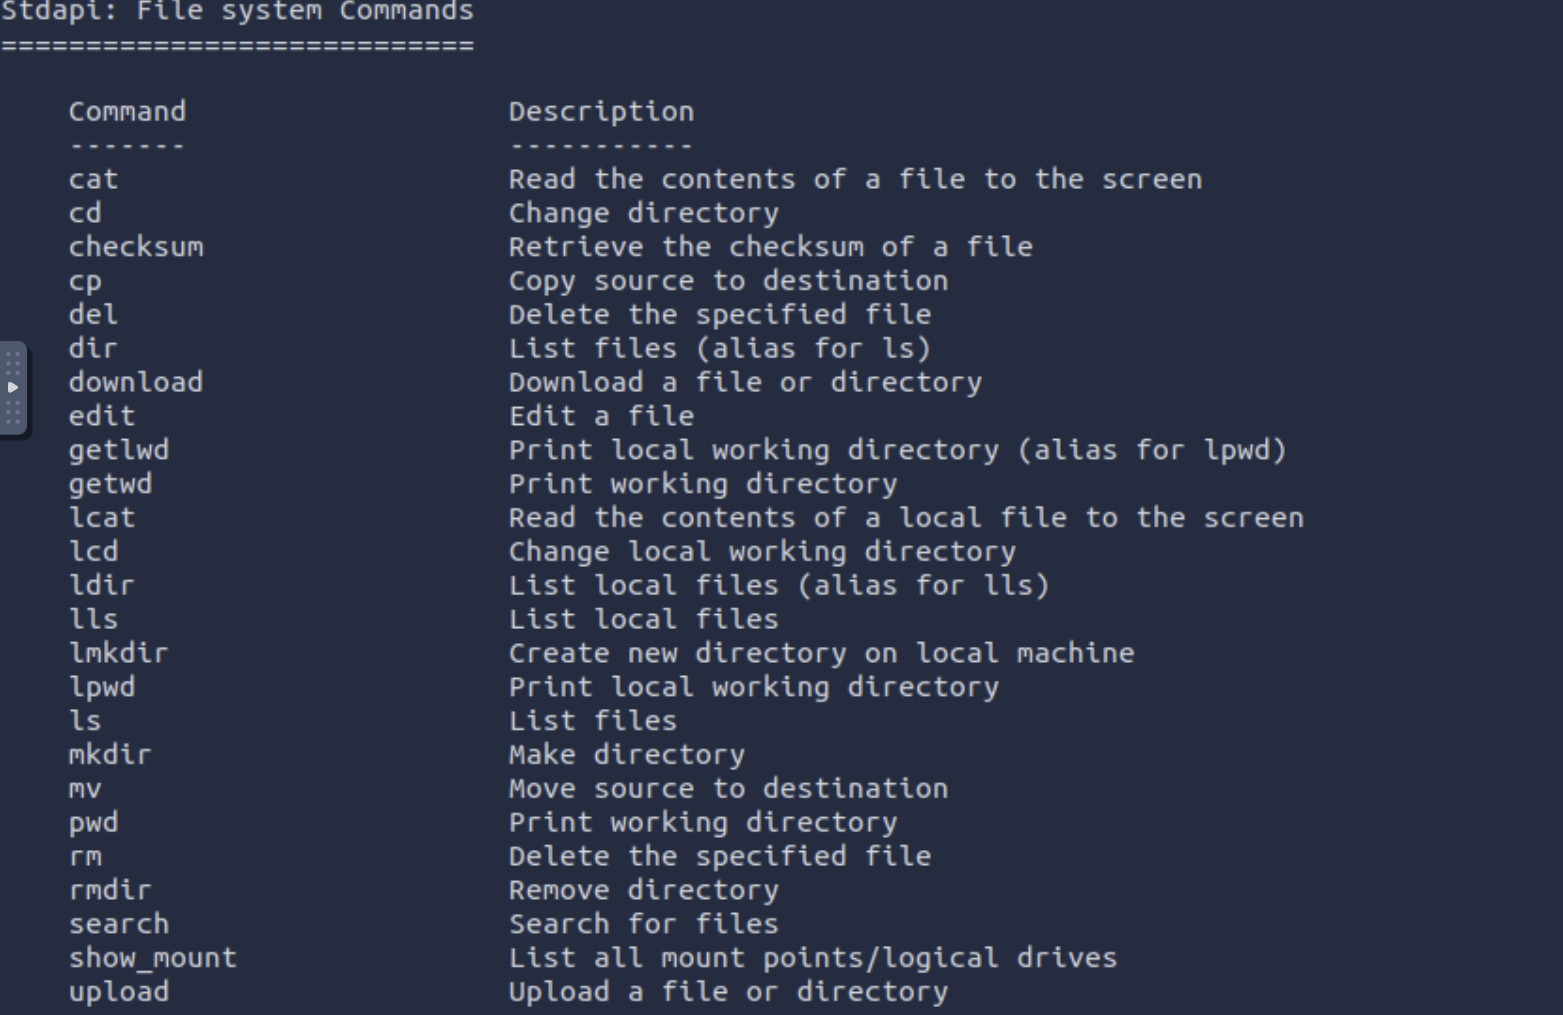 Stdapi: File system Commands
============================
Command Description
------- -----------
cat Read the contents of a file to the screen
cd Change directory
checksum Retrieve the checksum of a file
cp Copy source to destination
del Delete the specified file
dir List files (alias for ls)
download Download a file or directory
edit Edit a file
getlwd Print local working directory (alias for lpwd)
getwd Print working directory
lcat Read the contents of a local file to the screen
lcd Change local working directory
ldir List local files (alias for lls)
lls List local files
lmkdir Create new directory on local machine
lpwd Print local working directory
ls List files
mkdir Make directory
mv Move source to destination
pwd Print working directory
rm Delete the specified file
rmdir Remove directory
search Search for files
show_mount List all mount points/logical drives
upload Upload a file or directory